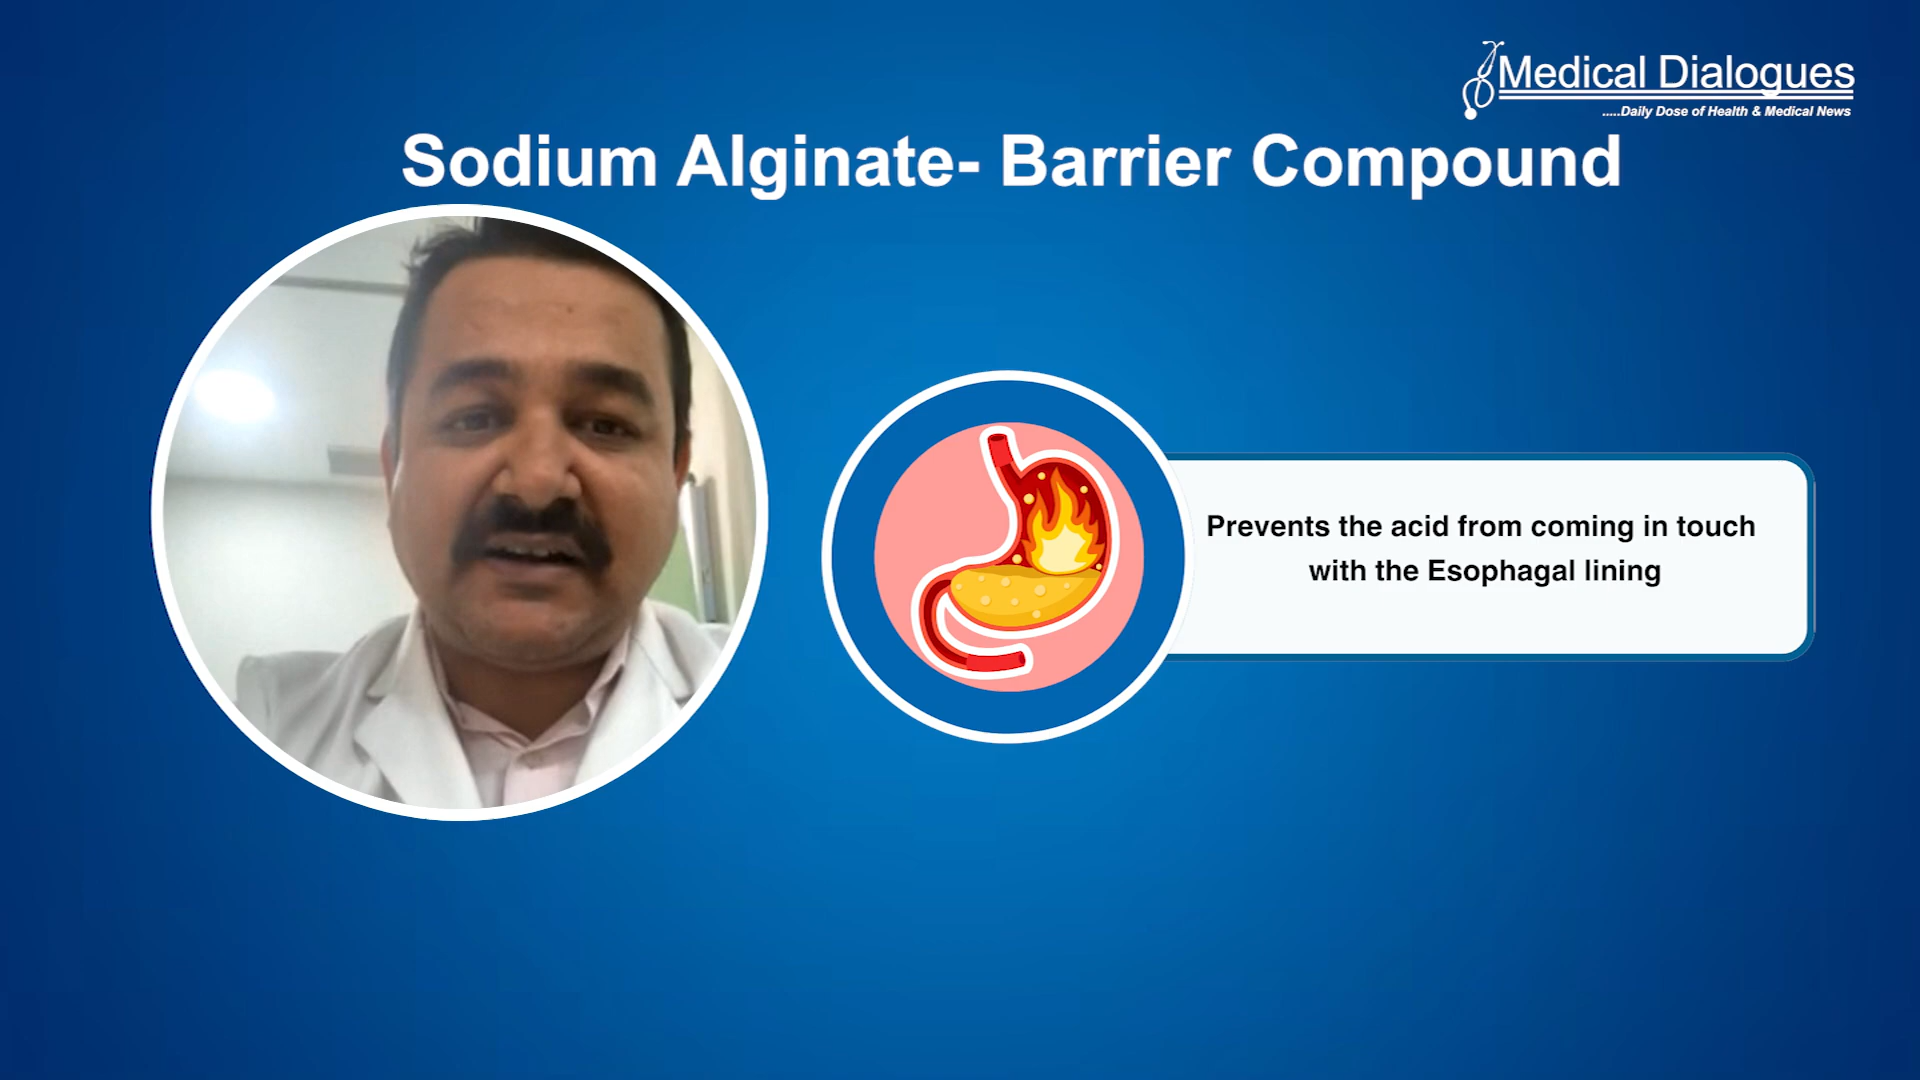 Medical Dialogues
.....Daily Dose of Health & Medical News
Sodium Alginate- Barrier Compound
Prevents the acid from coming in touch
with the Esophagal lining